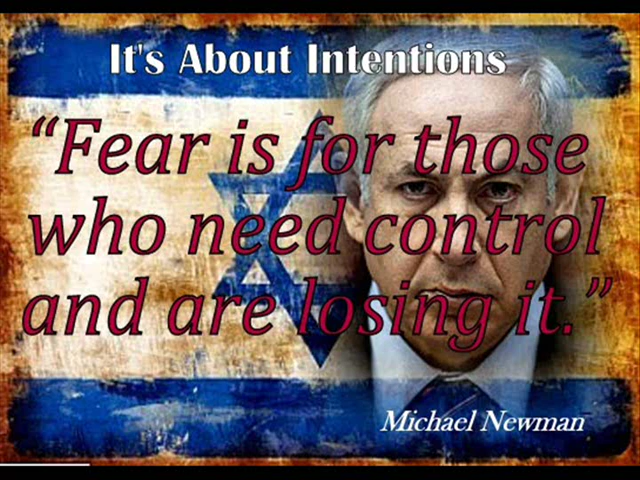 It's About Intentions
“Fear is for those
who need control
and are losing it.”
Michael Newman